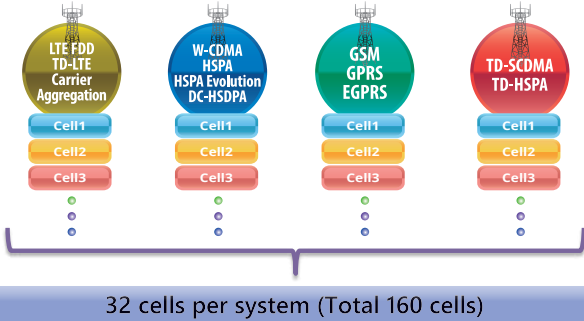 LTE FDD
TD-LTE
Carrier
Aggregation
W-CDMA
HSPA
HSPA Evolution
DC-HSDPA
GSM
GPRS
EGPRS
TD-SCDMA
TD-HSPA
Cell1
Cell2
Cell3
Cell1
Cell2
Cell3
Cell1
Cell2
Cell3
Cell1
Cell2
Cell3
32 cells per system (Total 160 cells)